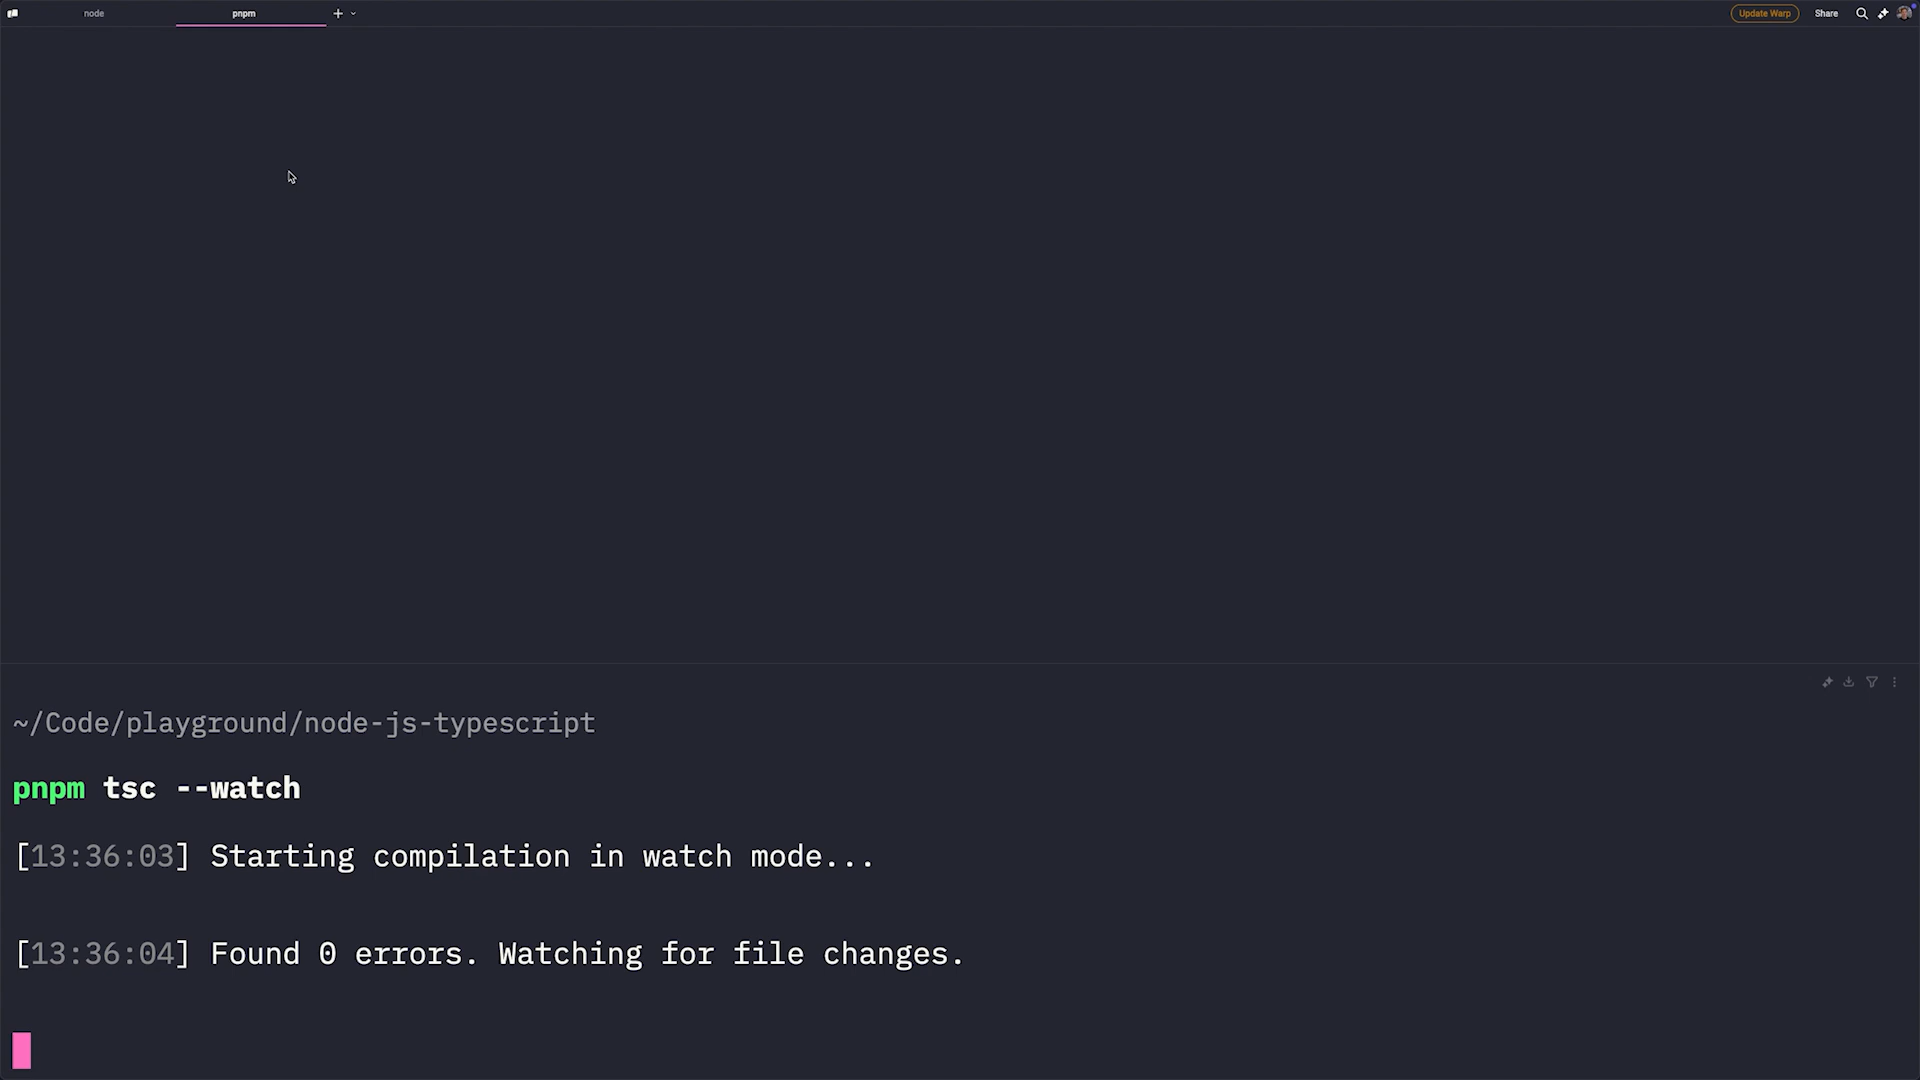 node
pnpm
Update Warp
Share
~/Code/playground/node-js-typescript
pnpm tsc --watch
[13:36:03] Starting compilation in watch mode...
[13:36:04] Found 0 errors. Watching for file changes.